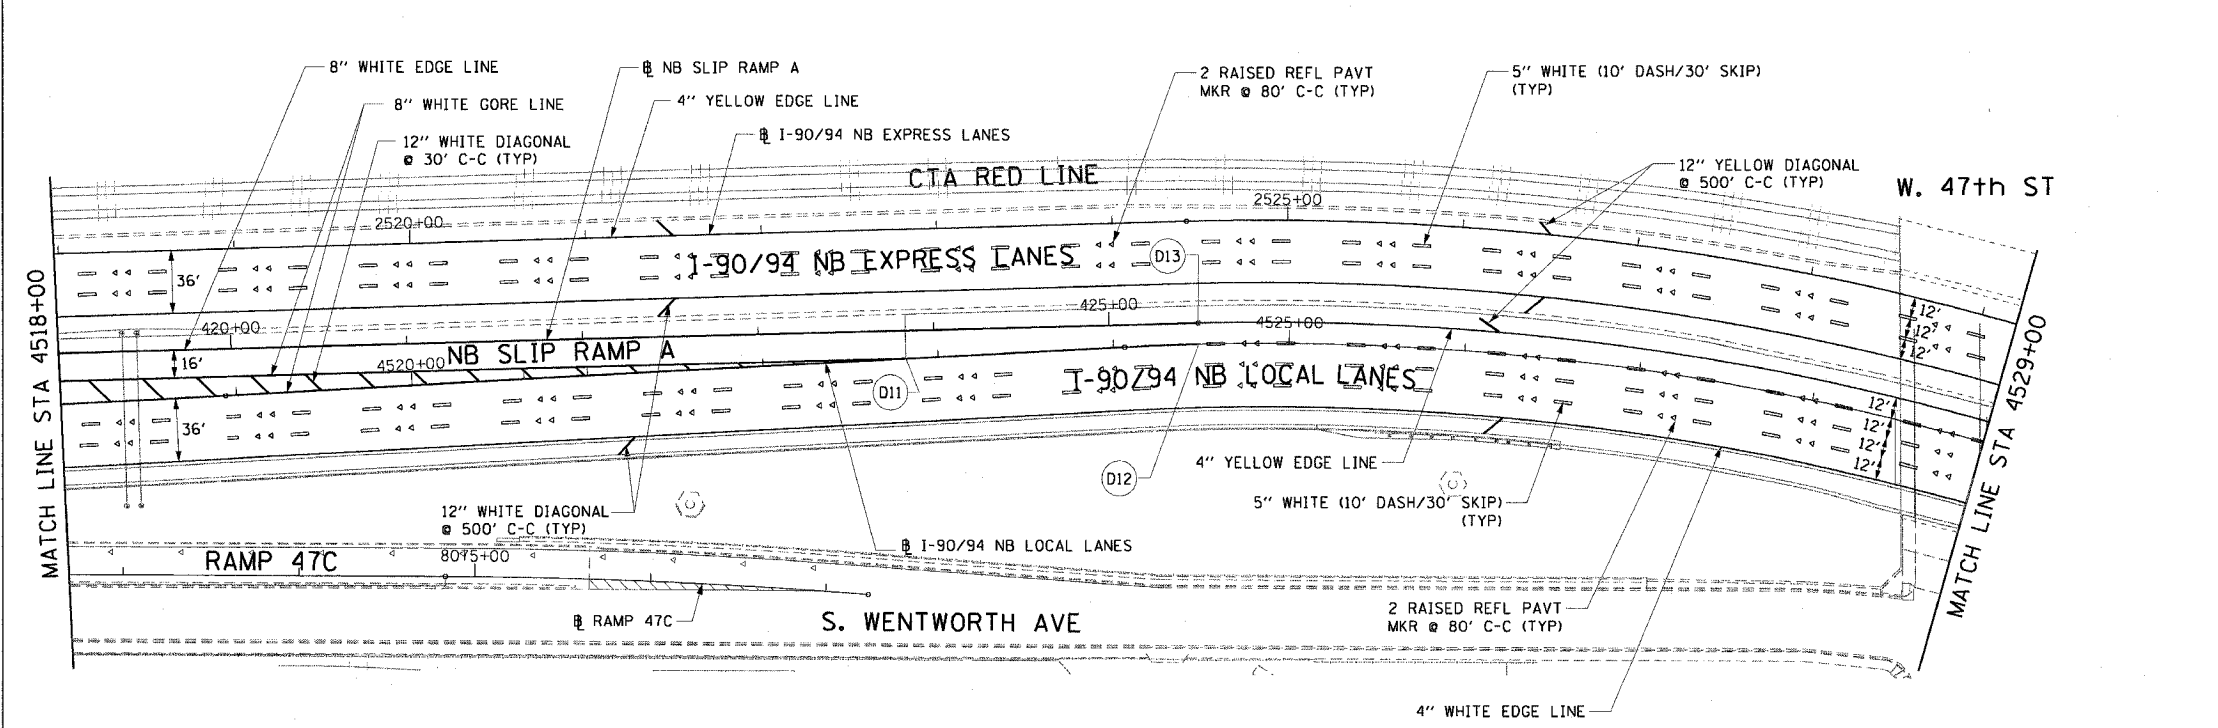 8" WHITE EDGE LINE
℄ NB SLIP RAMP A
2 RAISED REFL PAVT
MKR @ 80' C-C (TYP)
5" WHITE (10' DASH/30' SKIP)
(TYP)
8" WHITE GORE LINE
4" YELLOW EDGE LINE
12" WHITE DIAGONAL
@ 30' C-C (TYP)
℄ I-90/94 NB EXPRESS LANES
12" YELLOW DIAGONAL
@ 500' C-C (TYP)
W. 47th ST
CTA RED LINE
2520+00
2525+00
I-90/94 NB EXPRESS LANES
D13
36'
MATCH LINE STA 4518+00
420+00
425+00
4525+00
12'
12'
12'
16'
4520+00
NB SLIP RAMP A
D11
I-90/94 NB LOCAL LANES
36'
12'
12'
12'
12'
MATCH LINE STA 4529+00
4" YELLOW EDGE LINE
D12
5" WHITE (10' DASH/30' SKIP)
(TYP)
12" WHITE DIAGONAL
@ 500' C-C (TYP)
℄ I-90/94 NB LOCAL LANES
RAMP 47C
8075+00
℄ RAMP 47C
S. WENTWORTH AVE
2 RAISED REFL PAVT
MKR @ 80' C-C (TYP)
4" WHITE EDGE LINE